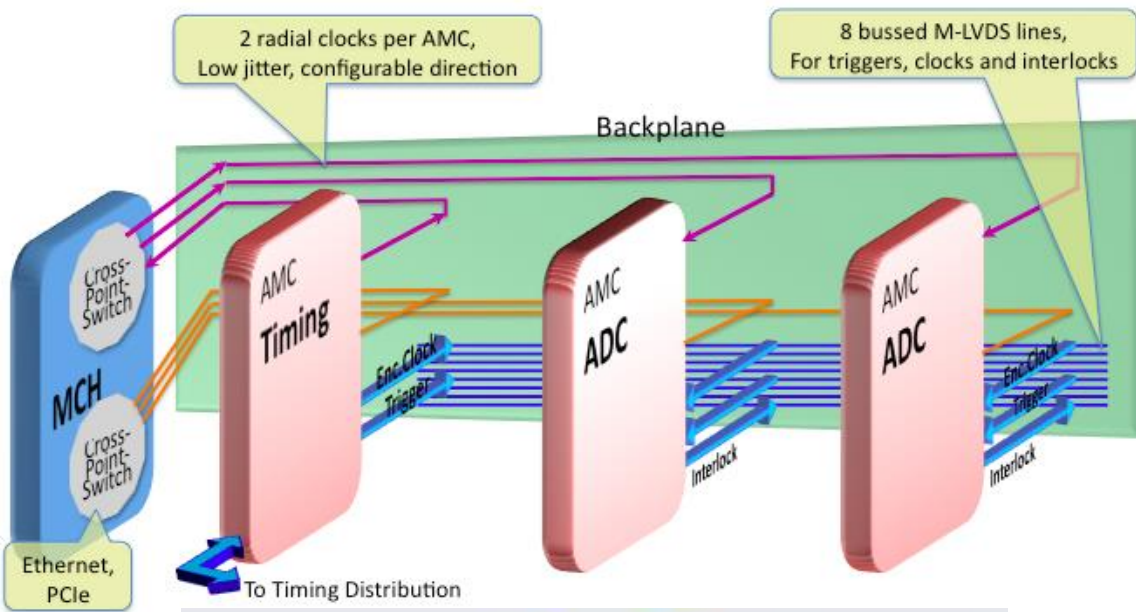 2 radial clocks per AMC,
Low jitter, configurable direction
8 bussed M-LVDS lines,
For triggers, clocks and interlocks
Backplane
Cross-
Point-
Switch
MCH
Cross-
Point-
Switch
AMC
Timing
Enc.Clock
Trigger
AMC
ADC
Interlock
AMC
ADC
Enc.Clock
Trigger
Interlock
Ethernet,
PCIe
To Timing Distribution